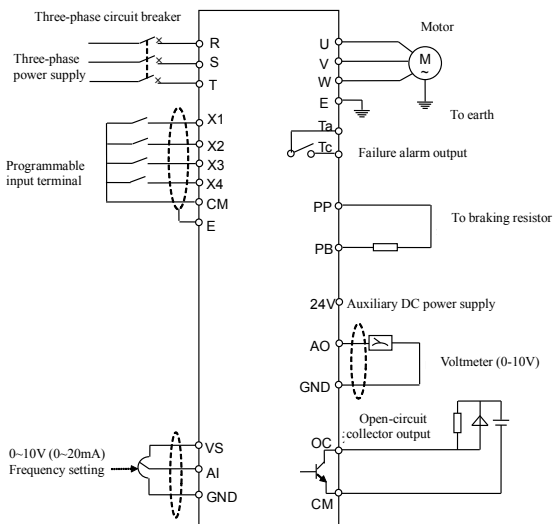 Three-phase circuit breaker
Three-phase
power supply
R
S
T
X1
X2
X3
X4
CM
E
Programmable
input terminal
0~10V (0~20mA)
Frequency setting
VS
AI
GND
U
V
W
E
Motor
M
~
To earth
Ta
Tc
Failure alarm output
PP
PB
To braking resistor
24V
Auxiliary DC power supply
AO
GND
Voltmeter (0-10V)
Open-circuit
collector output
OC
CM